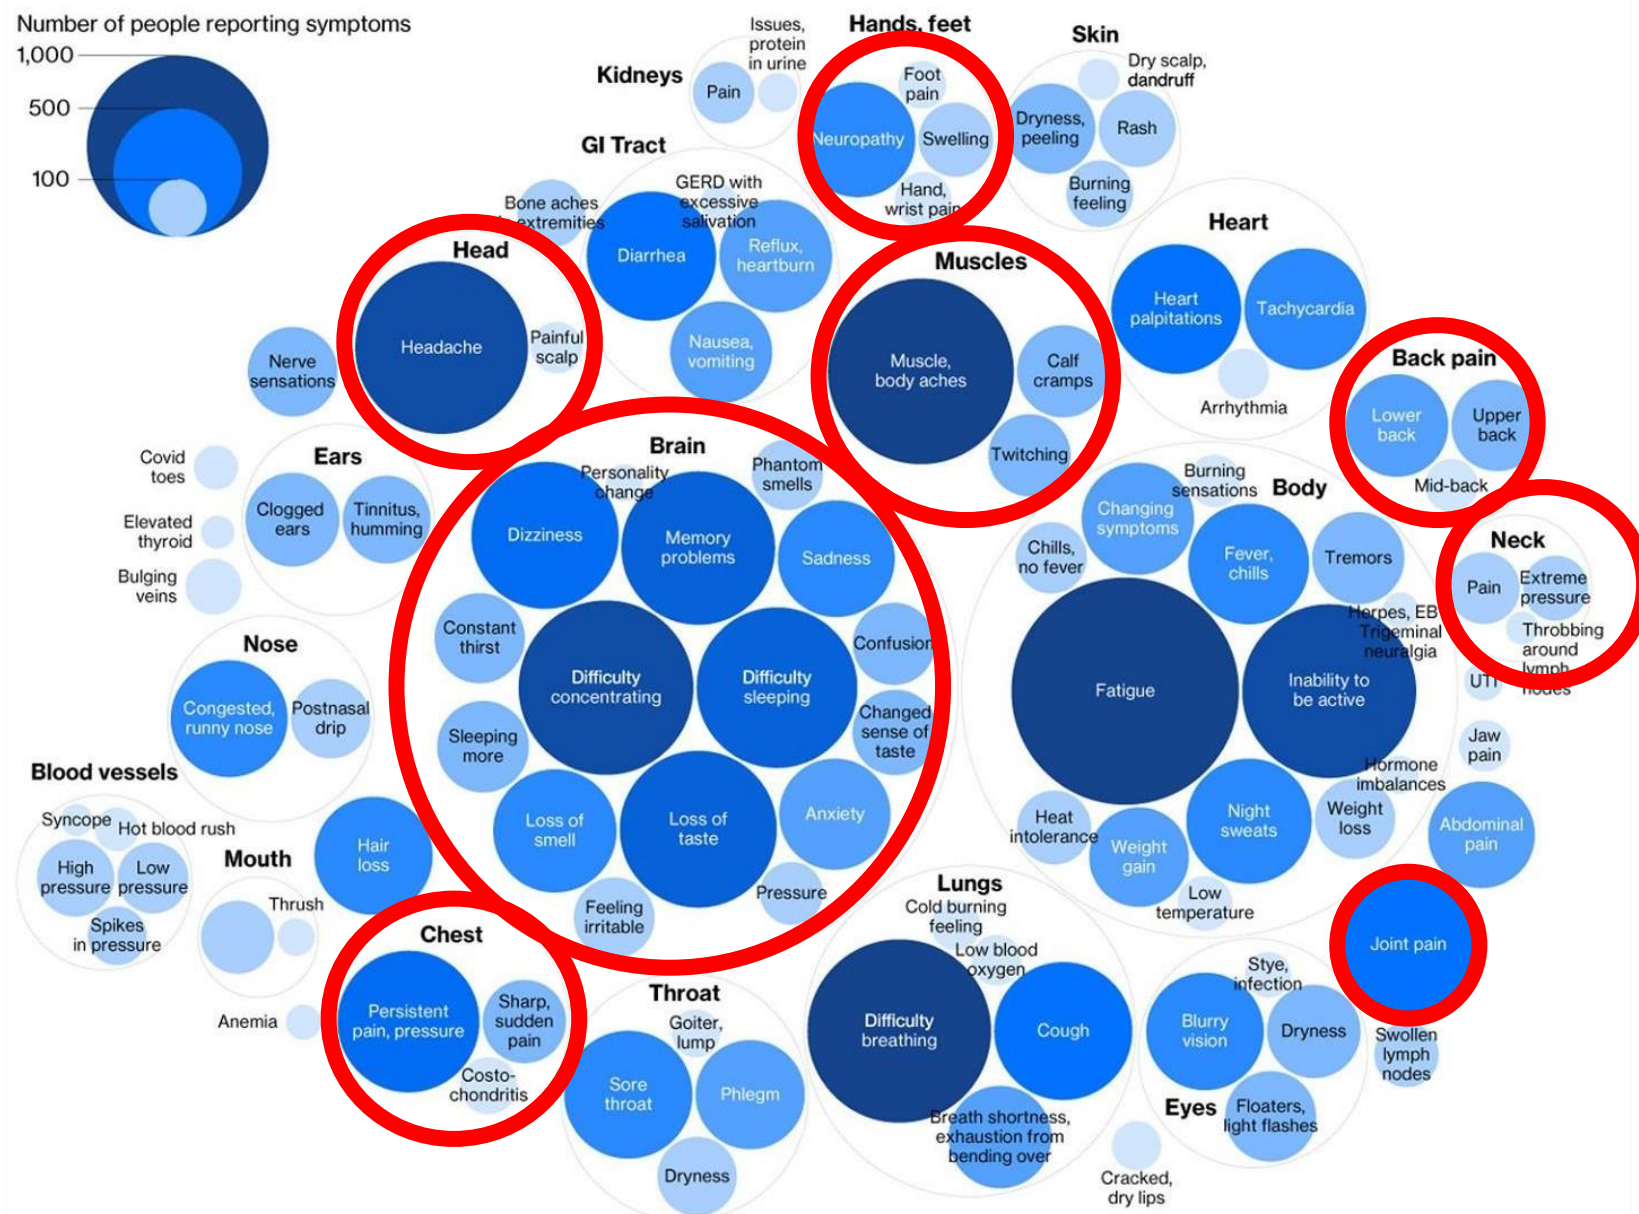 Number of people reporting symptoms
1,000
500
100
Kidneys
Pain
Issues,
protein
in urine
Hands, feet
Foot
pain
Neuropathy
Swelling
Hand,
wrist pain
Skin
Dry scalp,
dandruff
Dryness,
peeling
Rash
Burning
feeling
GI Tract
Bone aches
extremities
GERD with
excessive
salivation
Diarrhea
Reflux,
heartburn
Nausea,
vomiting
Head
Headache
Painful
scalp
Nerve
sensations
Muscles
Muscle,
body aches
Calf
cramps
Twitching
Heart
Heart
palpitations
Tachycardia
Arrhythmia
Back pain
Lower
back
Upper
back
Mid-back
Covid
toes
Elevated
thyroid
Bulging
veins
Ears
Clogged
ears
Tinnitus,
humming
Brain
Personality
change
Phantom
smells
Dizziness
Memory
problems
Sadness
Constant
thirst
Difficulty
concentrating
Difficulty
sleeping
Confusion
Sleeping
more
Changed
sense of
taste
Loss of
smell
Loss of
taste
Anxiety
Feeling
irritable
Pressure
Body
Burning
sensations
Changing
symptoms
Chills,
no fever
Fever,
chills
Tremors
Herpes, EB
Trigeminal
neuralgia
Fatigue
Inability to
be active
Hormone
imbalances
Heat
intolerance
Weight
gain
Night
sweats
Weight
loss
Low
temperature
Neck
Pain
Extreme
pressure
Throbbing
around
lymph
nodes
UTI
Jaw
pain
Abdominal
pain
Nose
Congested,
runny nose
Postnasal
drip
Blood vessels
Syncope
Hot blood rush
High
pressure
Low
pressure
Spikes
in pressure
Mouth
Thrush
Hair
loss
Anemia
Chest
Persistent
pain, pressure
Sharp,
sudden
pain
Costo-
chondritis
Throat
Goiter,
lump
Sore
throat
Phlegm
Dryness
Lungs
Cold burning
feeling
Low blood
oxygen
Difficulty
breathing
Cough
Breath shortness,
exhaustion from
bending over
Joint pain
Swollen
lymph
nodes
Eyes
Stye,
infection
Blurry
vision
Dryness
Floaters,
light flashes
Cracked,
dry lips